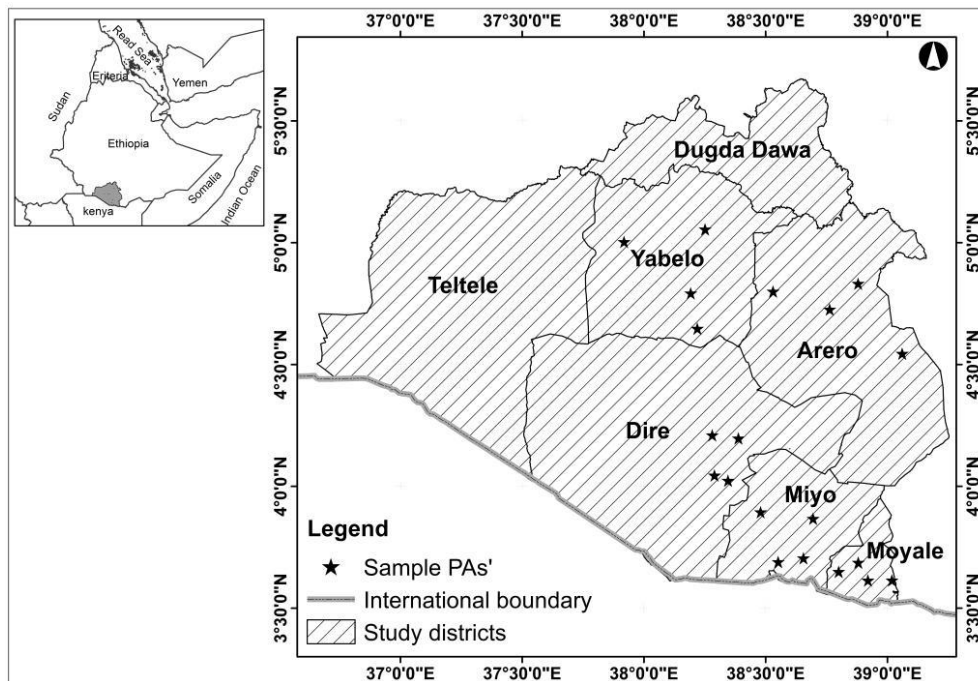 Read Sea
Eriteria
Yemen
Sudan
Ethiopia
Somalia
Indian Ocean
kenya
37°0'0"E 37°30'0"E 38°0'0"E 38°30'0"E 39°0'0"E
5°30'0"N
5°0'0"N
4°30'0"N
4°0'0"N
3°30'0"N
Dugda Dawa
Yabelo
Teltele
Arero
Dire
Miyo
Moyale
5°30'0"N
5°0'0"N
4°30'0"N
4°0'0"N
3°30'0"N
Legend
Sample PAs'
International boundary
Study districts
37°0'0"E 37°30'0"E 38°0'0"E 38°30'0"E 39°0'0"E